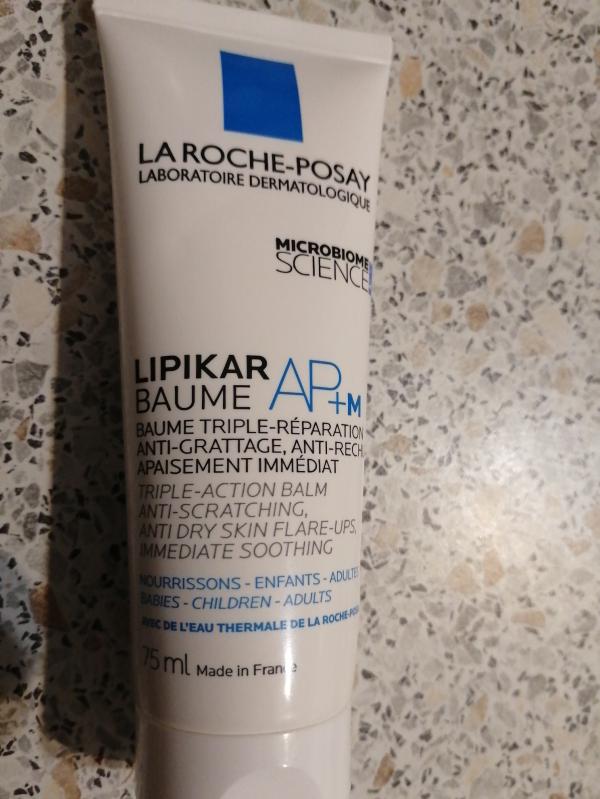 LA ROCHE-POSAY
LABORATOIRE DERMATOLOGIQUE
MICROBIOME
SCIENCE
LIPIKAR
BAUME AP+M
BAUME TRIPLE-RÉPARATION
ANTI-GRATTAGE, ANTI-RECH
APAISEMENT IMMÉDIAT
TRIPLE-ACTION BALM
ANTI-SCRATCHING,
ANTI DRY SKIN FLARE-UPS,
IMMEDIATE SOOTHING
NOURRISSONS - ENFANTS - ADULTES
BABIES - CHILDREN - ADULTS
AVEC DE L'EAU THERMALE DE LA ROCHE-POSAY
75 ml Made in France